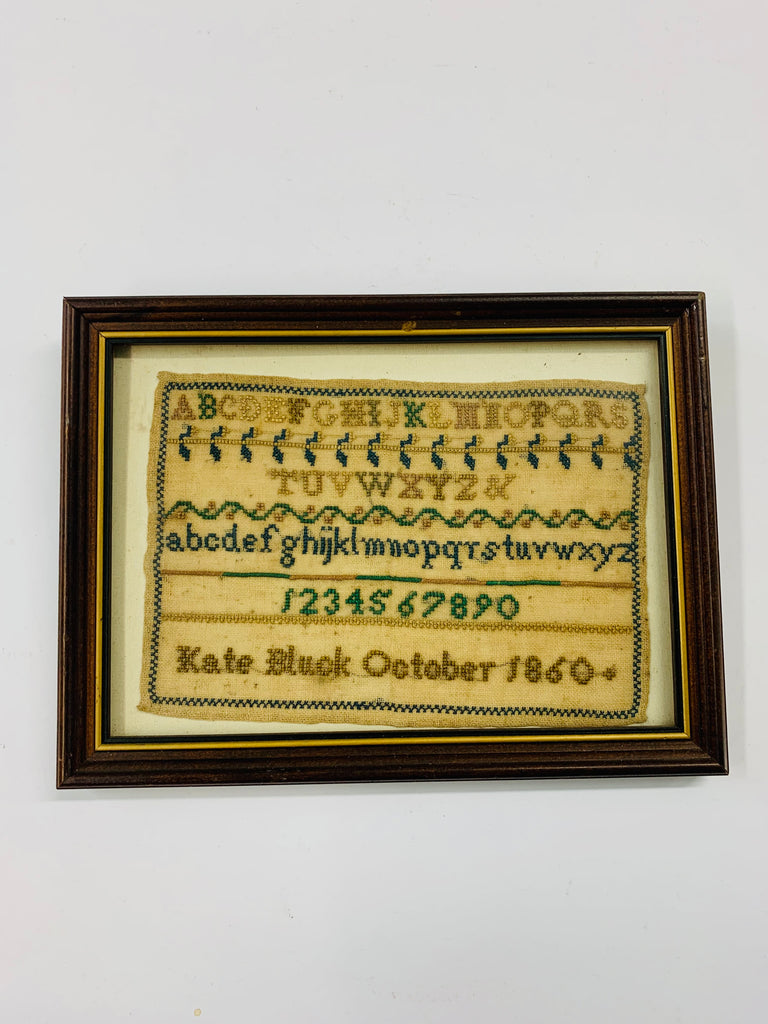 ABCDEFGHIJKLMNOPQRS
TUVWXYZ&
abcdefghijklmnopqrstuvwxyz
1234567890
Kate Bluck October 1860